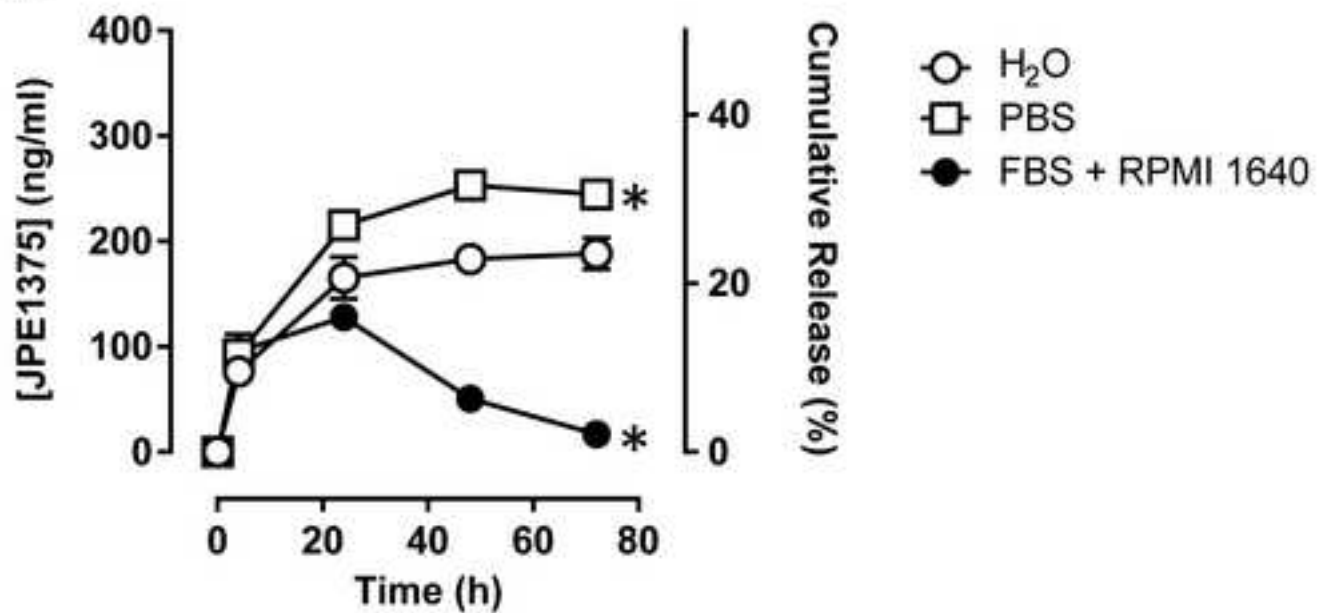 [JPE1375] (ng/ml)
400
300
200
100
0
0
20
40
60
80
Time (h)
40
20
0
Cumulative Release (%)
*
*
H₂O
PBS
FBS + RPMI 1640